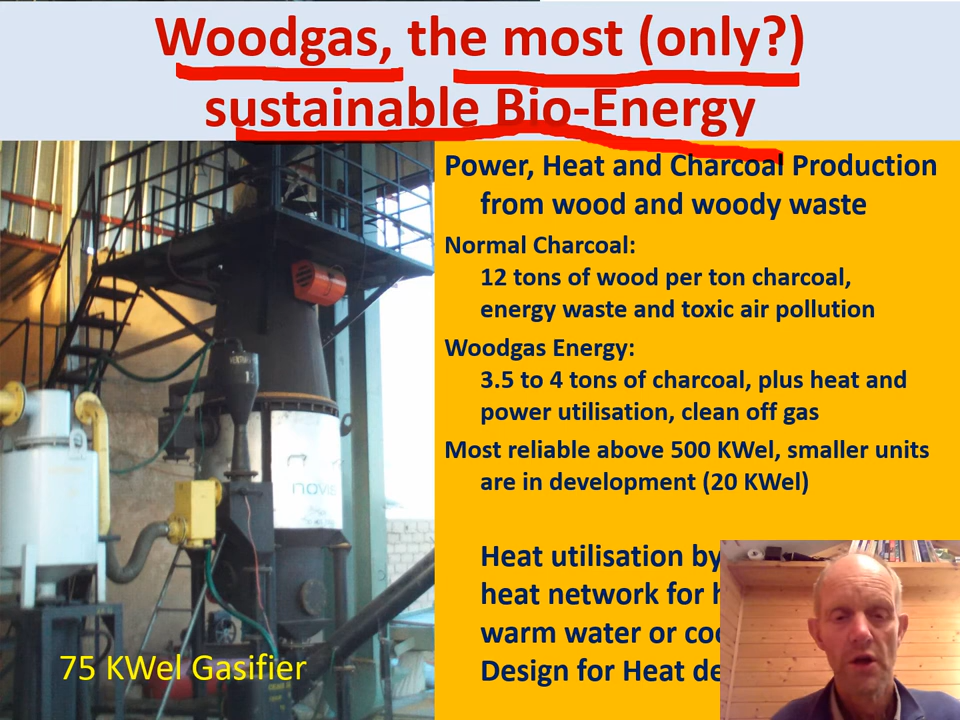 Woodgas, the most (only?)
sustainable Bio-Energy
Power, Heat and Charcoal Production
from wood and woody waste
Normal Charcoal:
12 tons of wood per ton charcoal,
energy waste and toxic air pollution
Woodgas Energy:
3.5 to 4 tons of charcoal, plus heat and
power utilisation, clean off gas
Most reliable above 500 KWel, smaller units
are in development (20 KWel)
Heat utilisation by
heat network for
warm water or
Design for Heat
novis
75 KWel Gasifier